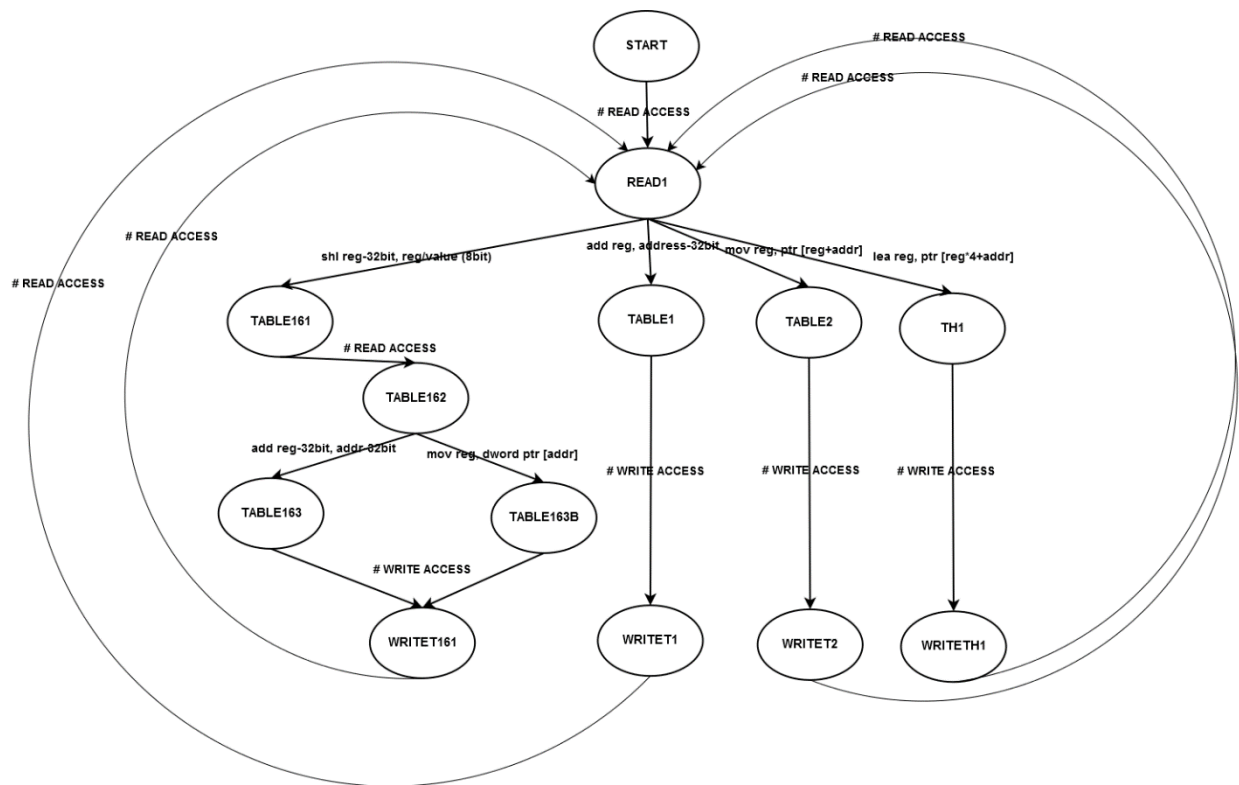 START
# READ ACCESS
# READ ACCESS
# READ ACCESS
READ1
# READ ACCESS
# READ ACCESS
shl reg-32bit, reg/value (8bit)
add reg, address-32bit
mov reg, ptr [reg+addr]
lea reg, ptr [reg*4+addr]
TABLE161
TABLE1
TABLE2
TH1
# READ ACCESS
TABLE162
add reg-32bit, addr-32bit
mov reg, dword ptr [addr]
# WRITE ACCESS
# WRITE ACCESS
# WRITE ACCESS
TABLE163
TABLE163B
# WRITE ACCESS
WRITET161
WRITET1
WRITET2
WRITETH1